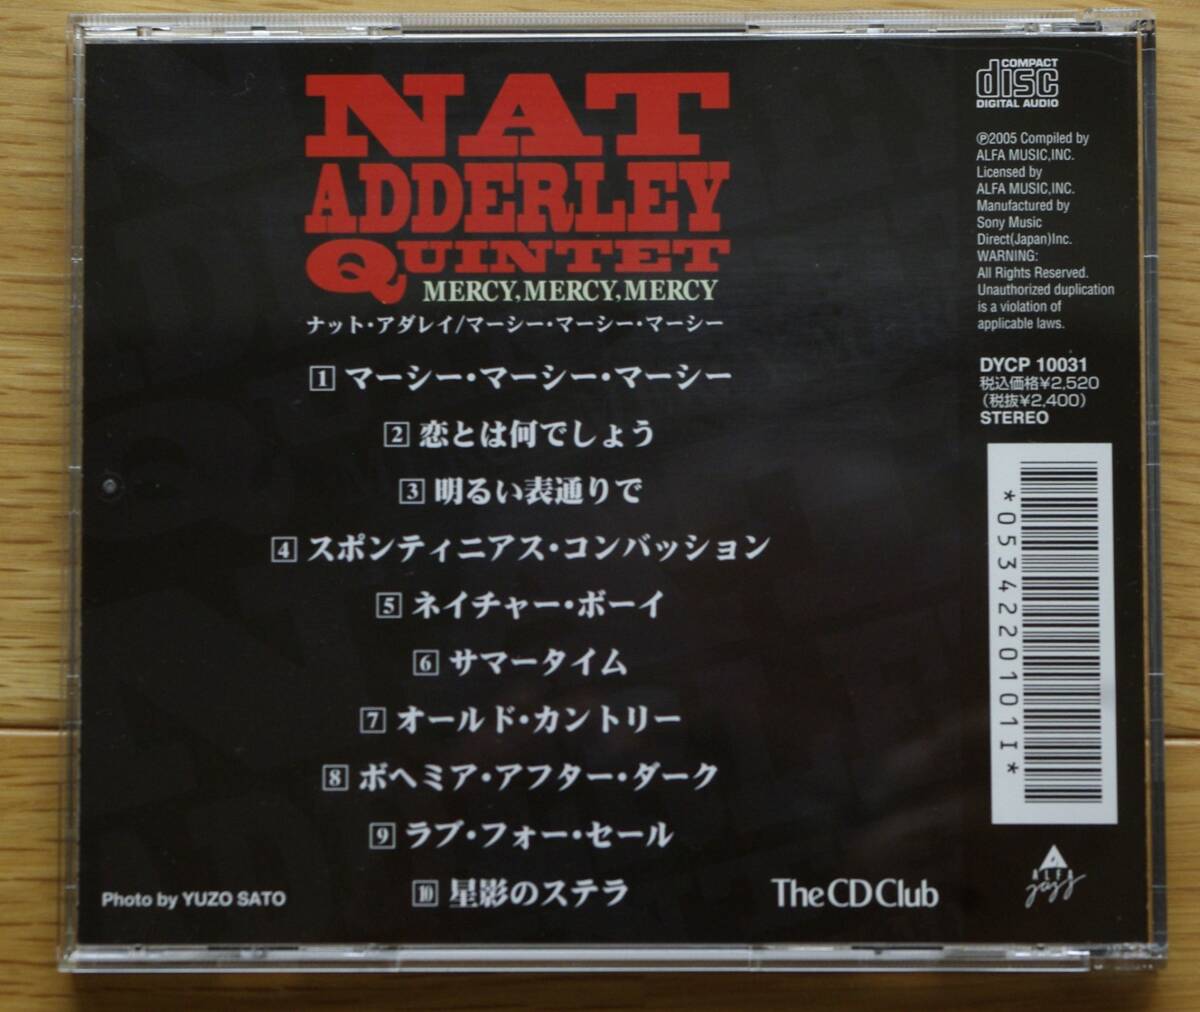 NAT
ADDERLEY
QUINTET
MERCY, MERCY, MERCY
ナット・アダレイ/マーシー・マーシー・マーシー
1 マーシー・マーシー・マーシー
2 恋とは何でしょう
3 明るい表通りで
4 スポンティニアス・コンバッション
5 ネイチャー・ボーイ
6 サマータイム
7 オールド・カントリー
8 ボヘミア・アフター・ダーク
9 ラブ・フォー・セール
10 星影のステラ
Photo by YUZO SATO
The CD Club
COMPACT
disc
DIGITAL AUDIO
℗2005 Compiled by
ALFA MUSIC,INC.
Licensed by
ALFA MUSIC,INC.
Manufactured by
Sony Music
Direct(Japan)Inc.
WARNING:
All Rights Reserved.
Unauthorized duplication
is a violation of
applicable laws.
DYCP 10031
税込価格¥2,520
(税抜¥2,400)
STEREO
*05342201011*
ALFA
jazz